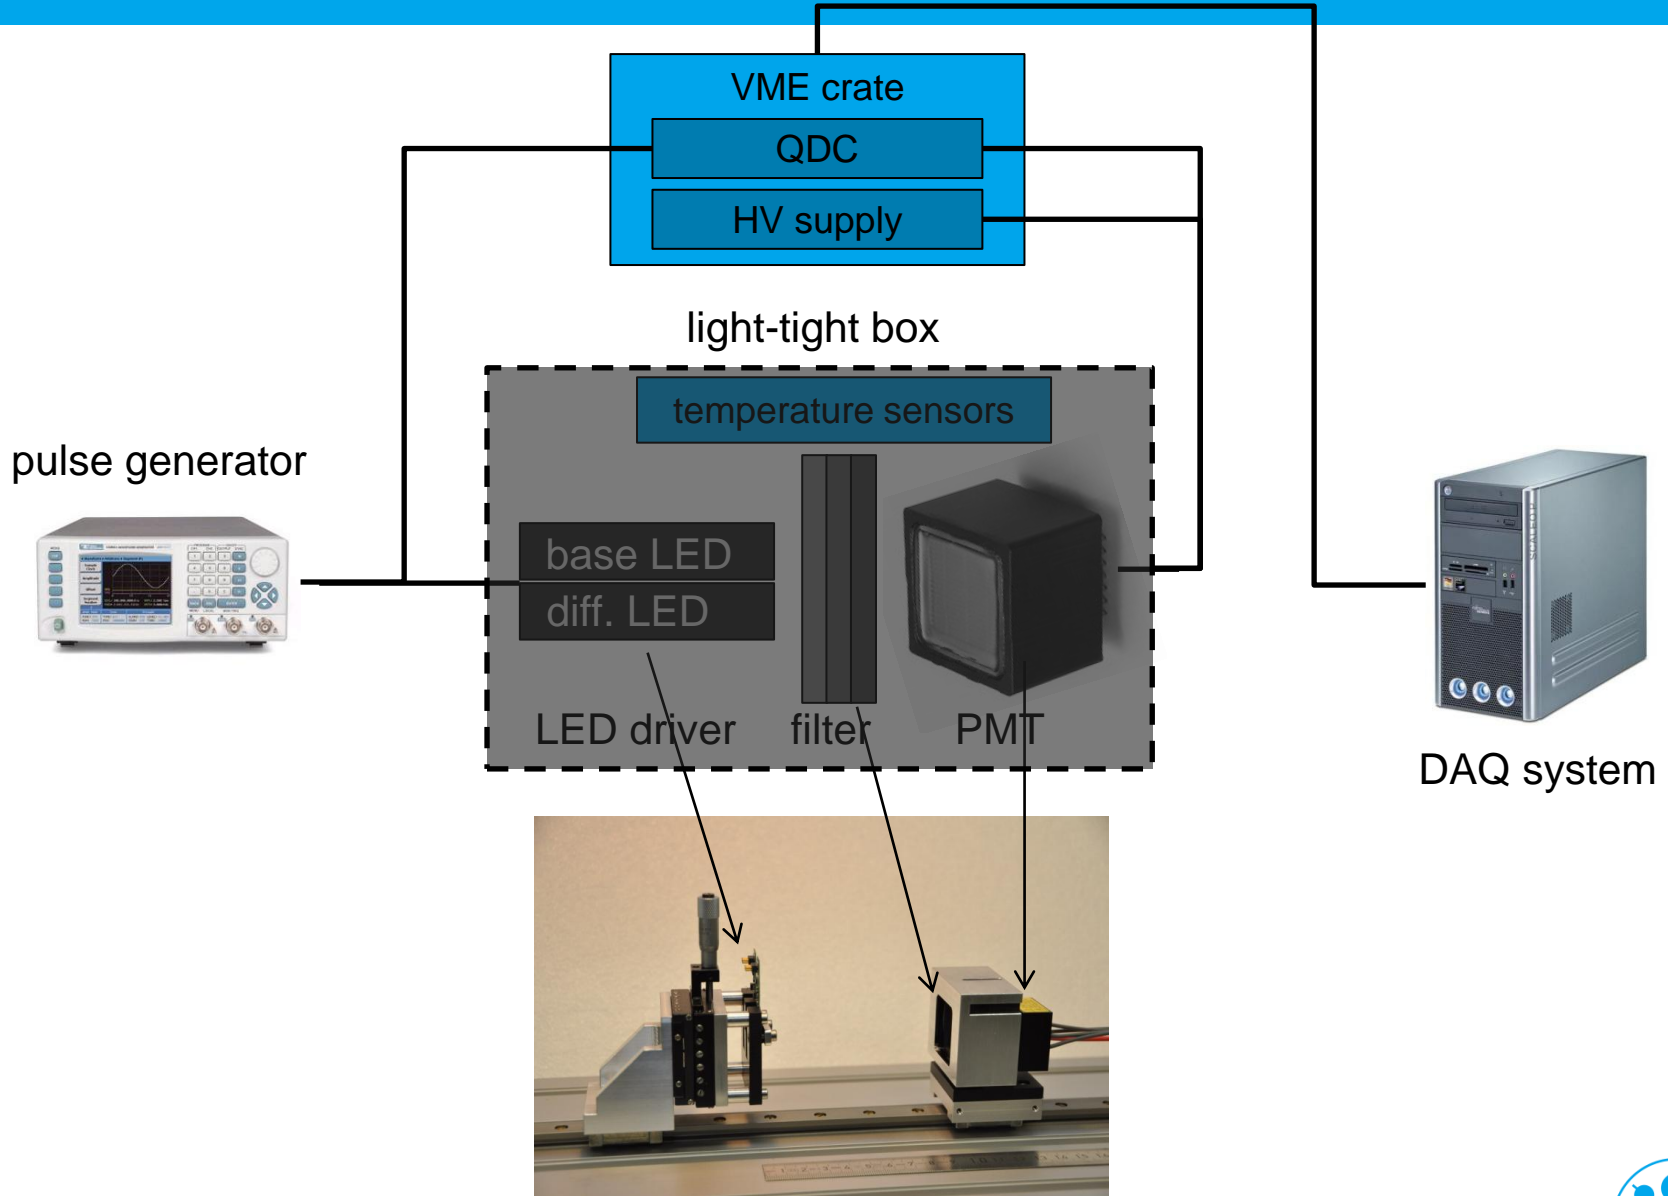 VME crate
QDC
HV supply
light-tight box
temperature sensors
pulse generator
base LED
diff. LED
LED driver
filter
PMT
DAQ system